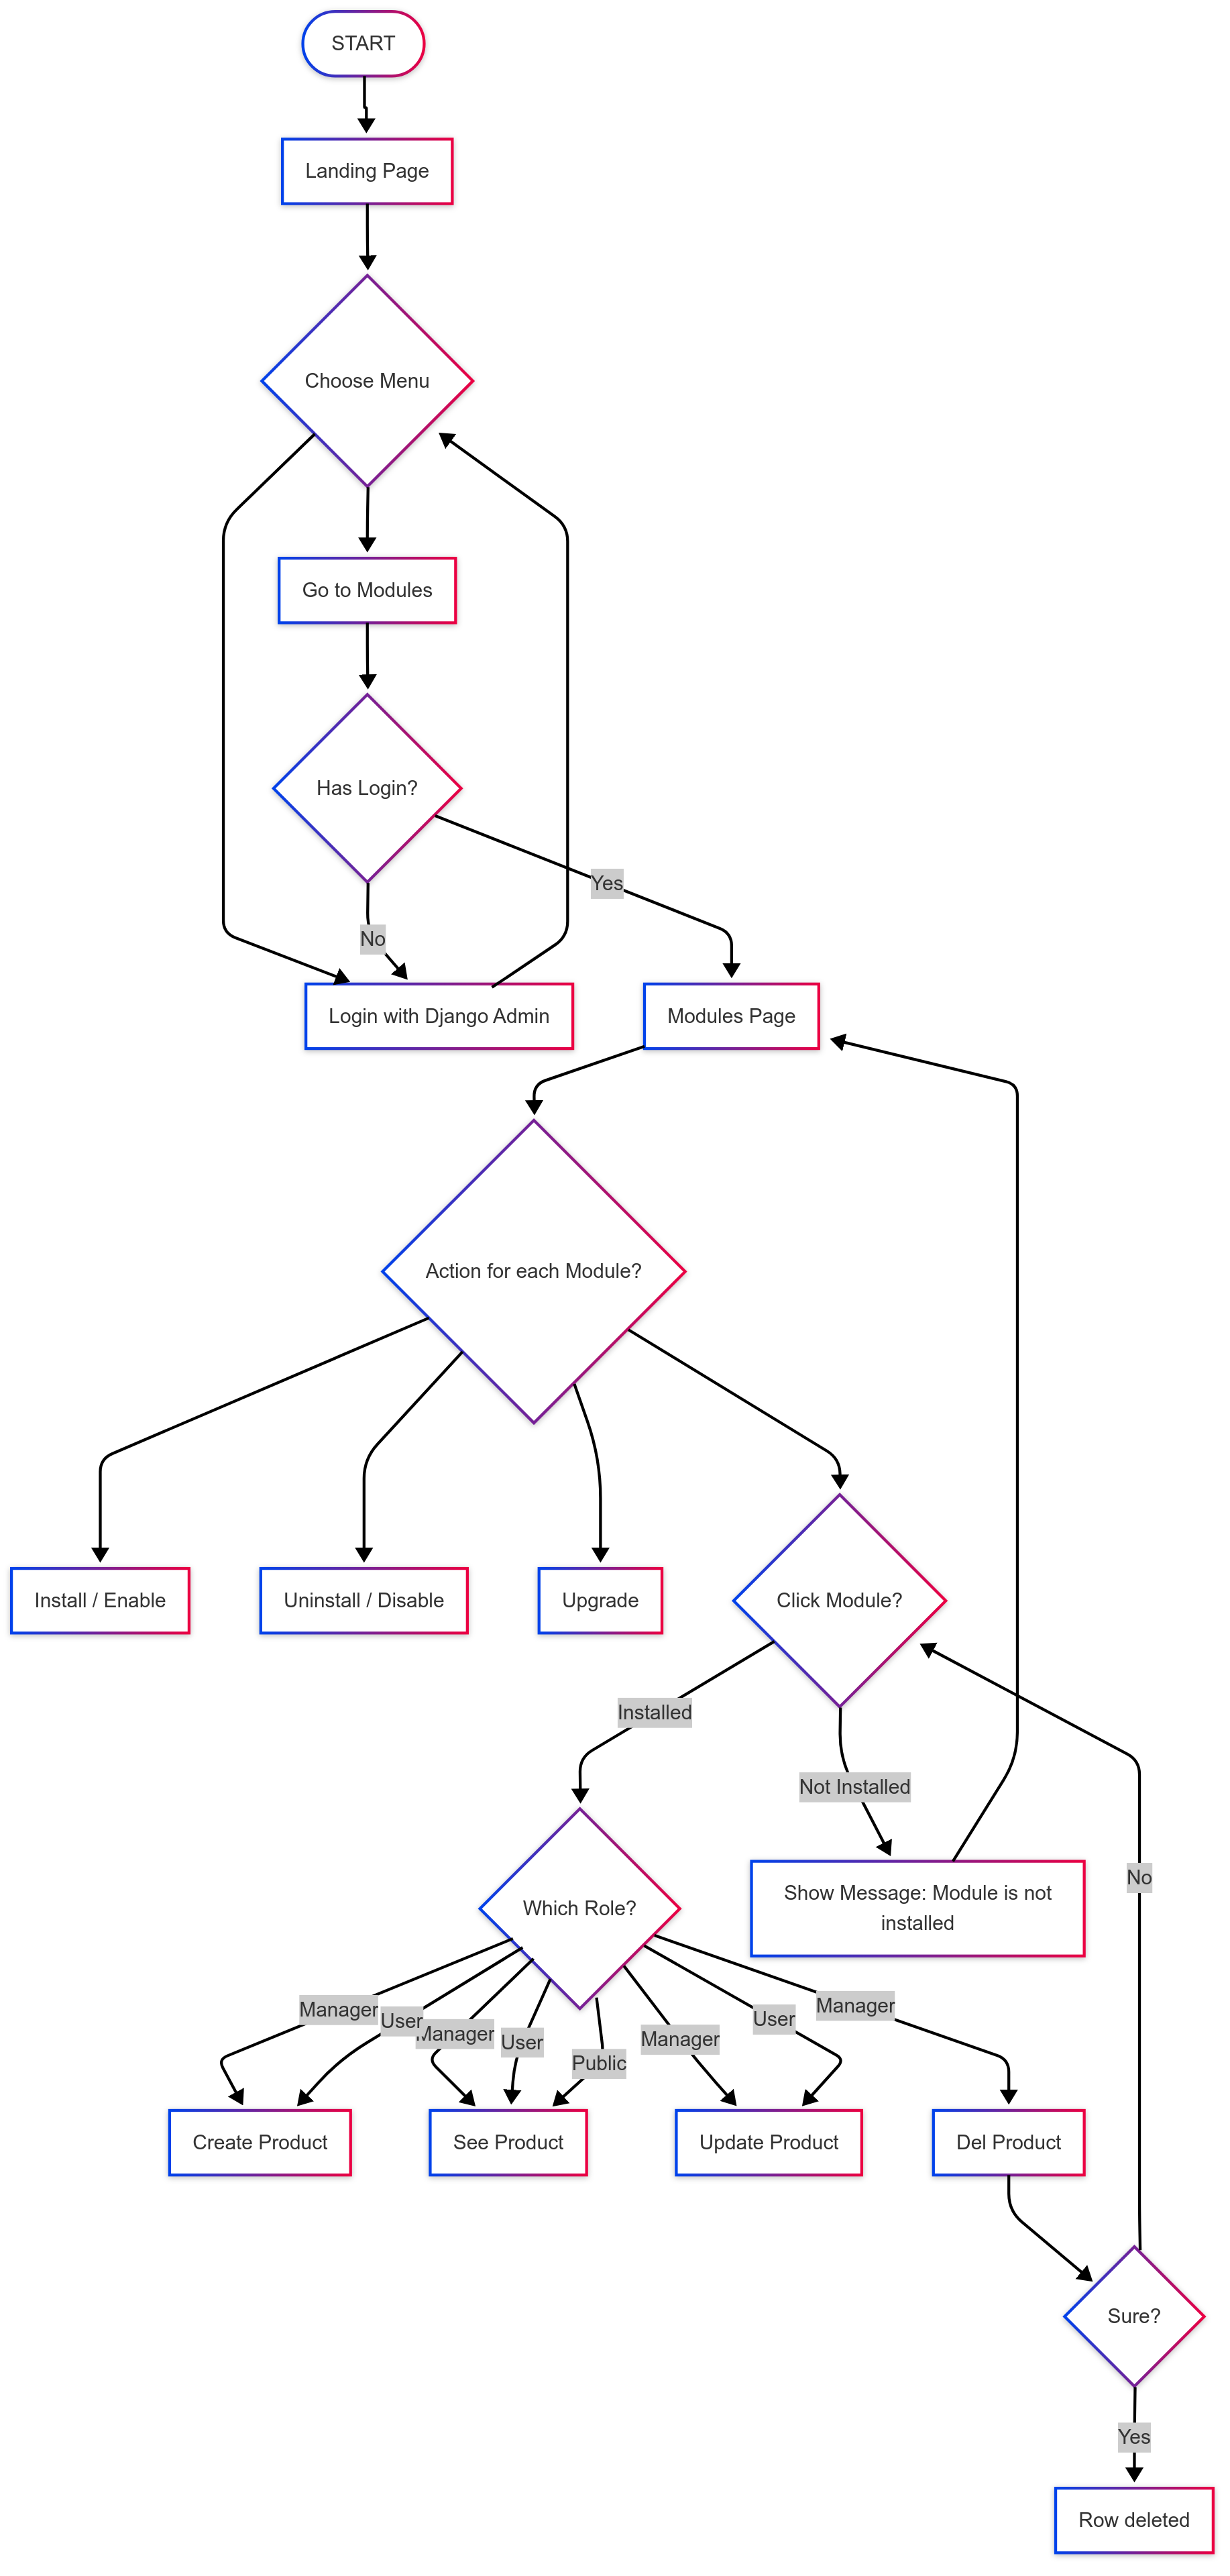 START
Landing Page
Choose Menu
Go to Modules
Has Login?
Yes
No
Login with Django Admin
Modules Page
Action for each Module?
Install / Enable
Uninstall / Disable
Upgrade
Click Module?
Installed
Not Installed
No
Which Role?
Show Message: Module is not
installed
Manager
User
Manager
User
Public
Manager
User
Manager
Create Product
See Product
Update Product
Del Product
Sure?
Yes
Row deleted